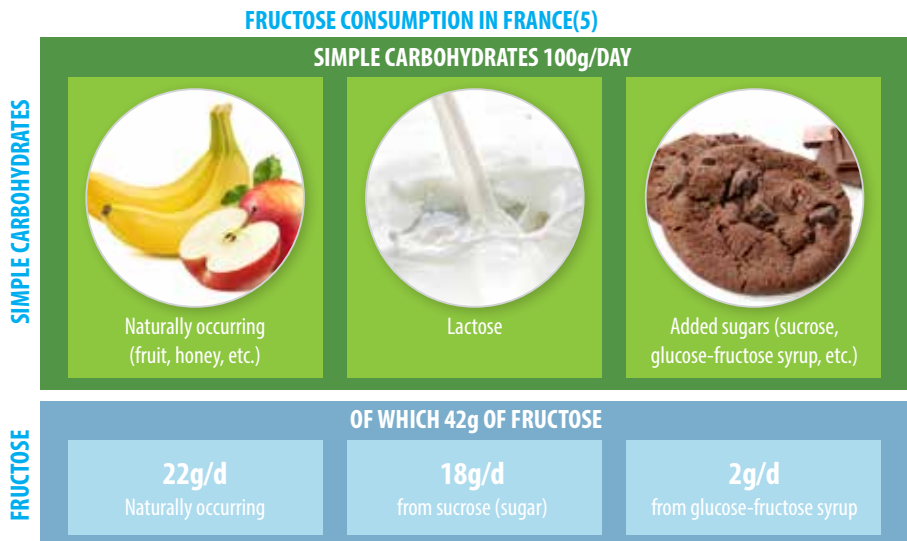 FRUCTOSE CONSUMPTION IN FRANCE(5)
SIMPLE CARBOHYDRATES
SIMPLE CARBOHYDRATES 100g/DAY
Naturally occurring
(fruit, honey, etc.)
Lactose
Added sugars (sucrose,
glucose-fructose syrup, etc.)
FRUCTOSE
OF WHICH 42g OF FRUCTOSE
22g/d
Naturally occurring
18g/d
from sucrose (sugar)
2g/d
from glucose-fructose syrup